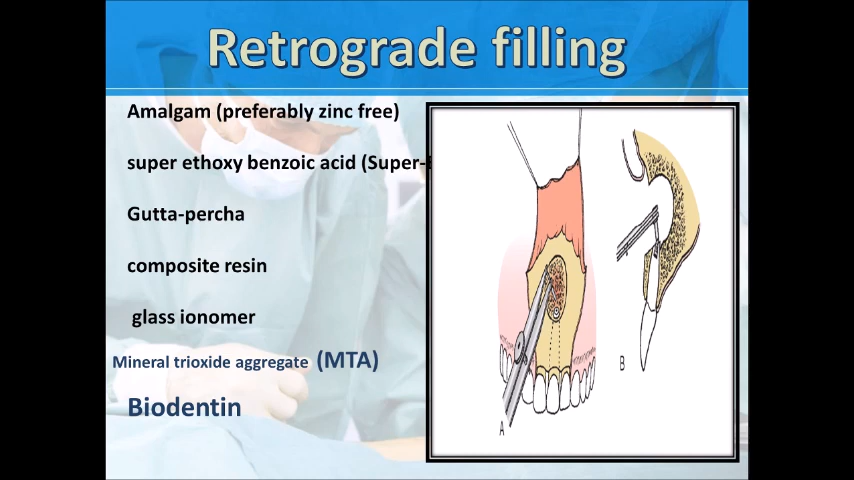 Retrograde filling
Amalgam (preferably zinc free)
super ethoxy benzoic acid (Super-
Gutta-percha
composite resin
glass ionomer
Mineral trioxide aggregate (MTA)
Biodentin
A
B